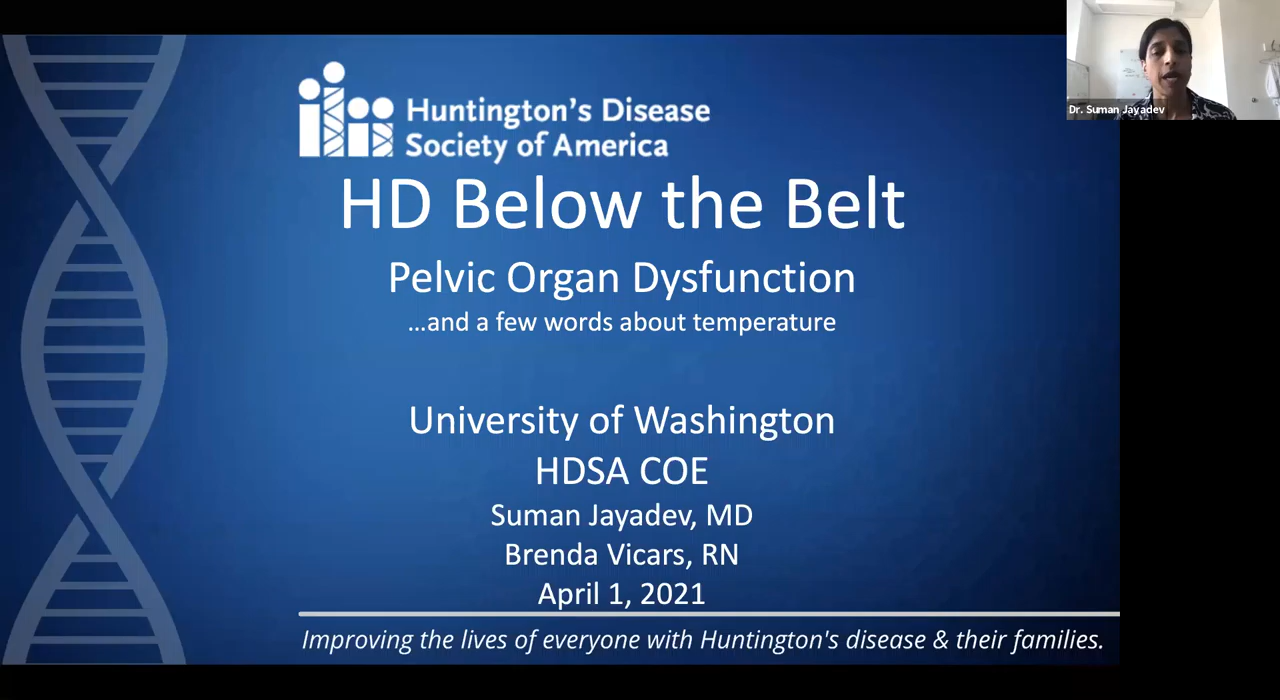 Huntington's Disease
Society of America
HD Below the Belt
Pelvic Organ Dysfunction
...and a few words about temperature
University of Washington
HDSA COE
Suman Jayadev, MD
Brenda Vicars, RN
April 1, 2021
Improving the lives of everyone with Huntington's disease & their families.
Dr. Suman Jayadev